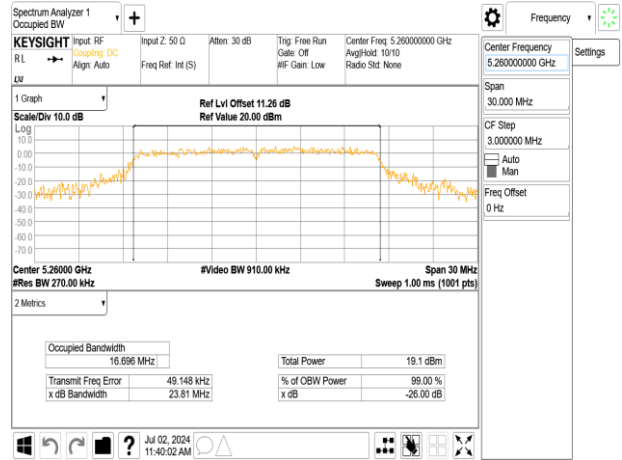 Spectrum Analyzer 1
Occupied BW
+
Frequency
KEYSIGHT
RL
LXI
Input: RF
Coupling: DC
Align: Auto
Input Z: 50 Ω
Freq Ref: Int (S)
Atten: 30 dB
Trig: Free Run
Gate: Off
#IF Gain: Low
Center Freq: 5.260000000 GHz
Avg|Hold: 10/10
Radio Std: None
Center Frequency
5.260000000 GHz
Settings
Span
30.000 MHz
CF Step
3.000000 MHz
Auto
Man
Freq Offset
0 Hz
1 Graph
Scale/Div 10.0 dB
Ref Lvl Offset 11.26 dB
Ref Value 20.00 dBm
Log
10.0
0.00
-10.0
-20.0
-30.0
-40.0
-50.0
-60.0
-70.0
Center 5.26000 GHz
#Res BW 270.00 kHz
#Video BW 910.00 kHz
Span 30 MHz
Sweep 1.00 ms (1001 pts)
2 Metrics
Occupied Bandwidth
16.696 MHz
Transmit Freq Error 49.148 kHz
x dB Bandwidth 23.81 MHz
Total Power 19.1 dBm
% of OBW Power 99.00 %
x dB -26.00 dB
?
Jul 02, 2024
11:40:02 AM